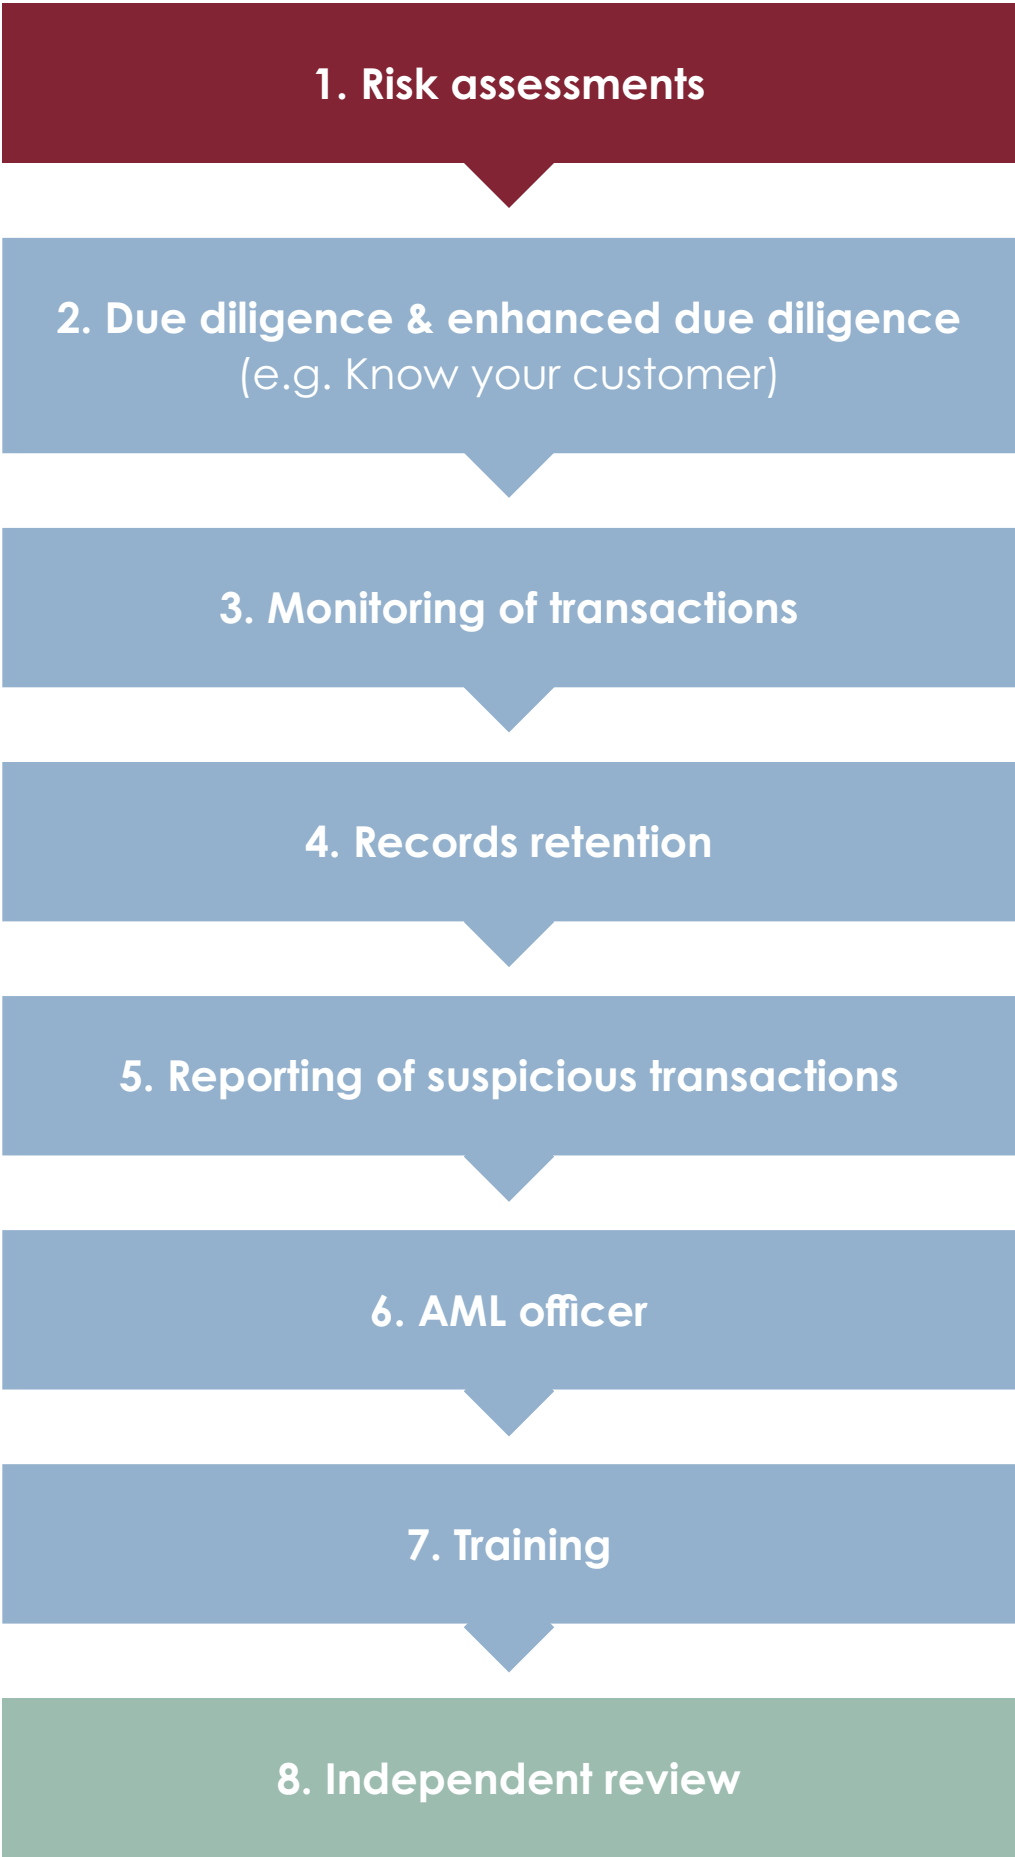 1. Risk assessments
2. Due diligence & enhanced due diligence
(e.g. Know your customer)
3. Monitoring of transactions
4. Records retention
5. Reporting of suspicious transactions
6. AML officer
7. Training
8. Independent review